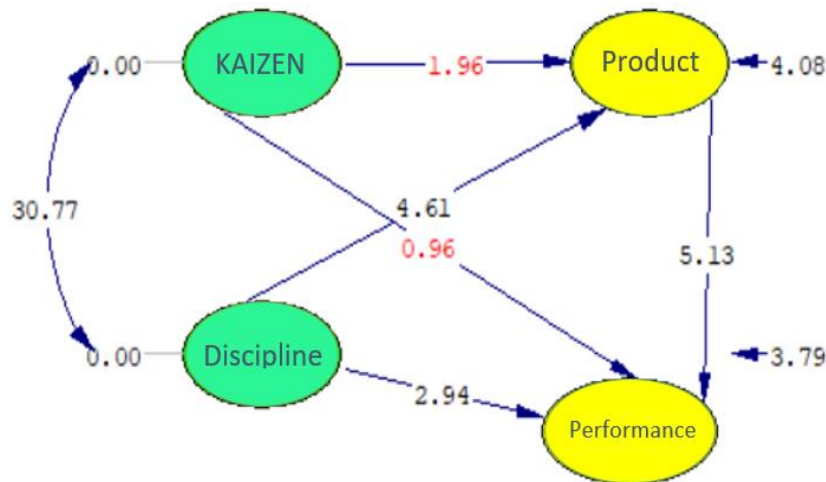 0.00
KAIZEN
1.96
Product
4.08
30.77
4.61
0.96
5.13
0.00
Discipline
2.94
3.79
Performance